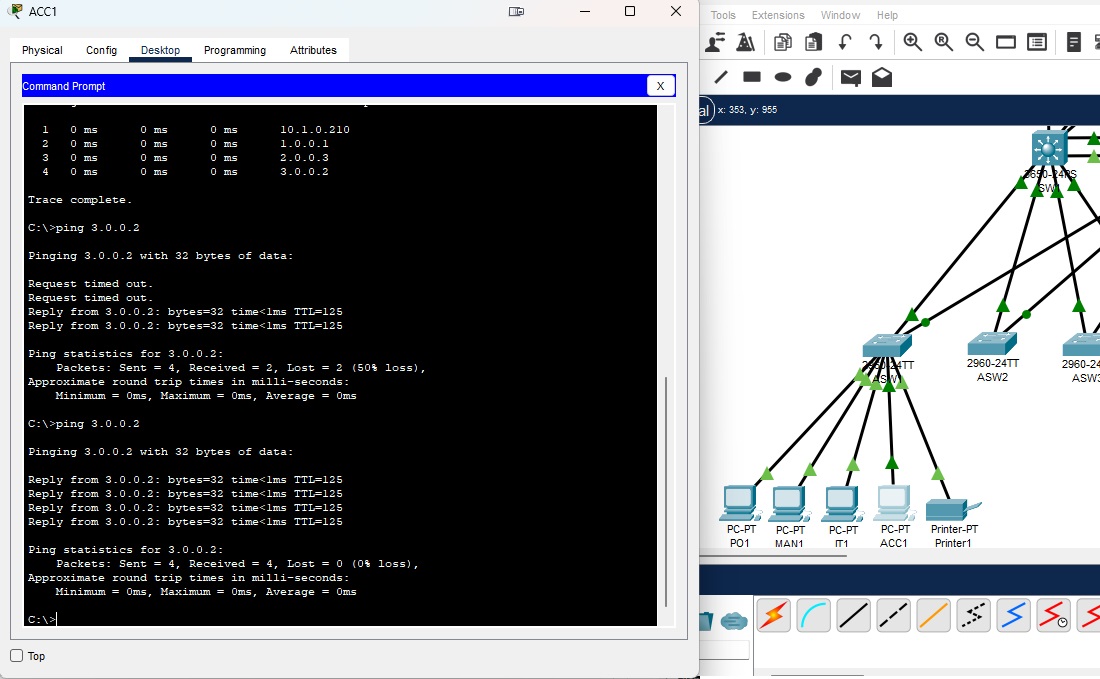 ACC1
Physical Config Desktop Programming Attributes
Command Prompt X
1 0 ms 0 ms 0 ms 10.1.0.210
2 0 ms 0 ms 0 ms 1.0.0.1
3 0 ms 0 ms 0 ms 2.0.0.3
4 0 ms 0 ms 0 ms 3.0.0.2
Trace complete.
C:\>ping 3.0.0.2
Pinging 3.0.0.2 with 32 bytes of data:
Request timed out.
Request timed out.
Reply from 3.0.0.2: bytes=32 time<1ms TTL=125
Reply from 3.0.0.2: bytes=32 time<1ms TTL=125
Ping statistics for 3.0.0.2:
Packets: Sent = 4, Received = 2, Lost = 2 (50% loss),
Approximate round trip times in milli-seconds:
Minimum = 0ms, Maximum = 0ms, Average = 0ms
C:\>ping 3.0.0.2
Pinging 3.0.0.2 with 32 bytes of data:
Reply from 3.0.0.2: bytes=32 time<1ms TTL=125
Reply from 3.0.0.2: bytes=32 time<1ms TTL=125
Reply from 3.0.0.2: bytes=32 time<1ms TTL=125
Reply from 3.0.0.2: bytes=32 time<1ms TTL=125
Ping statistics for 3.0.0.2:
Packets: Sent = 4, Received = 4, Lost = 0 (0% loss),
Approximate round trip times in milli-seconds:
Minimum = 0ms, Maximum = 0ms, Average = 0ms
C:\>
Top
Tools Extensions Window Help
al x: 353, y: 955
3650-24PS
2960-24TT
ASW1
2960-24TT
ASW2
2960-24
ASW3
PC-PT
PO1
PC-PT
MAN1
PC-PT
IT1
PC-PT
ACC1
Printer-PT
Printer1